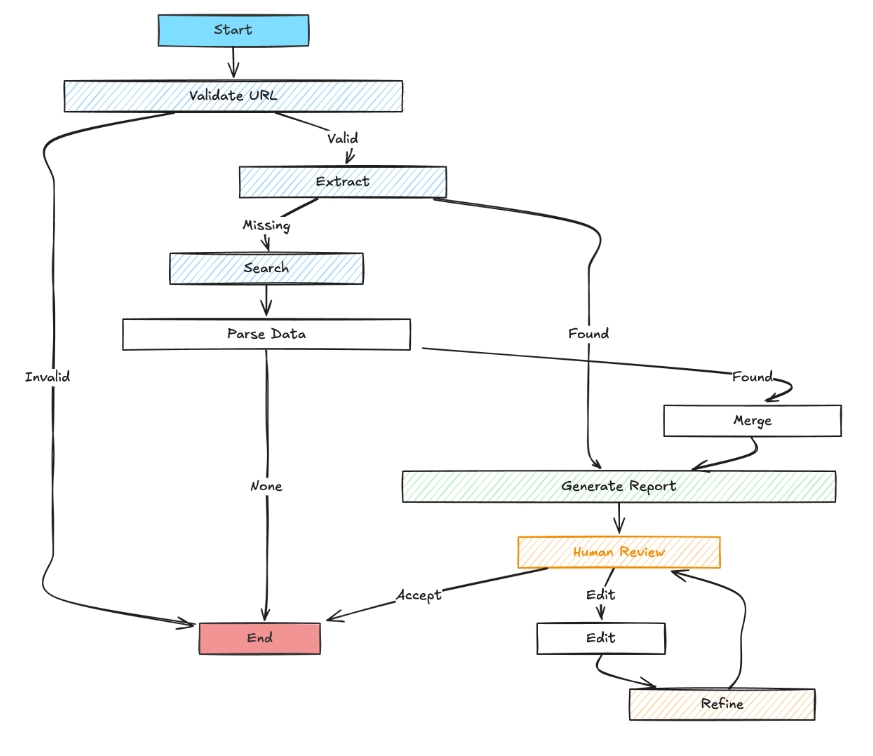 Start
Validate URL
Valid
Extract
Missing
Search
Parse Data
Found
Invalid
Found
Merge
None
Generate Report
Human Review
Accept
Edit
End
Edit
Refine